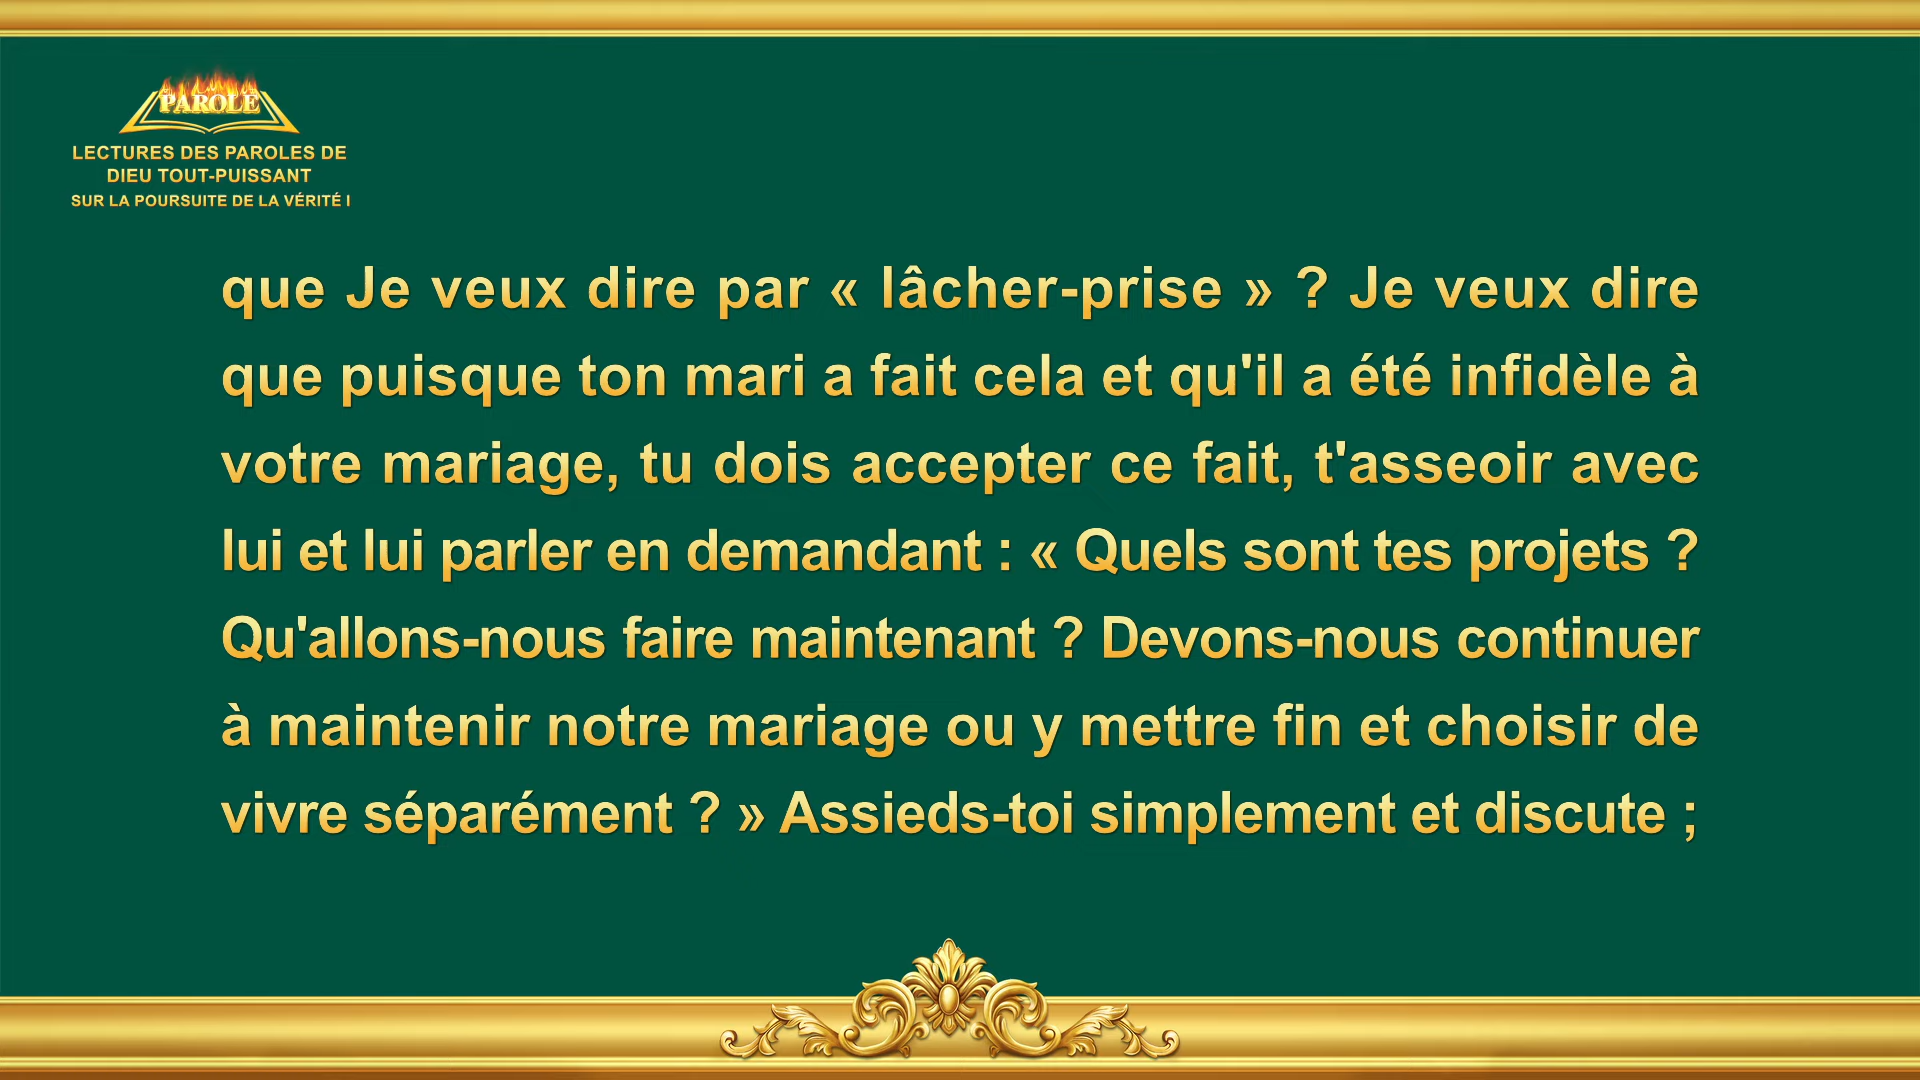 PAROLE
LECTURES DES PAROLES DE
DIEU TOUT-PUISSANT
SUR LA POURSUITE DE LA VÉRITÉ I
que Je veux dire par « lâcher-prise » ? Je veux dire
que puisque ton mari a fait cela et qu'il a été infidèle à
votre mariage, tu dois accepter ce fait, t'asseoir avec
lui et lui parler en demandant : « Quels sont tes projets ?
Qu'allons-nous faire maintenant ? Devons-nous continuer
à maintenir notre mariage ou y mettre fin et choisir de
vivre séparément ? » Assieds-toi simplement et discute ;